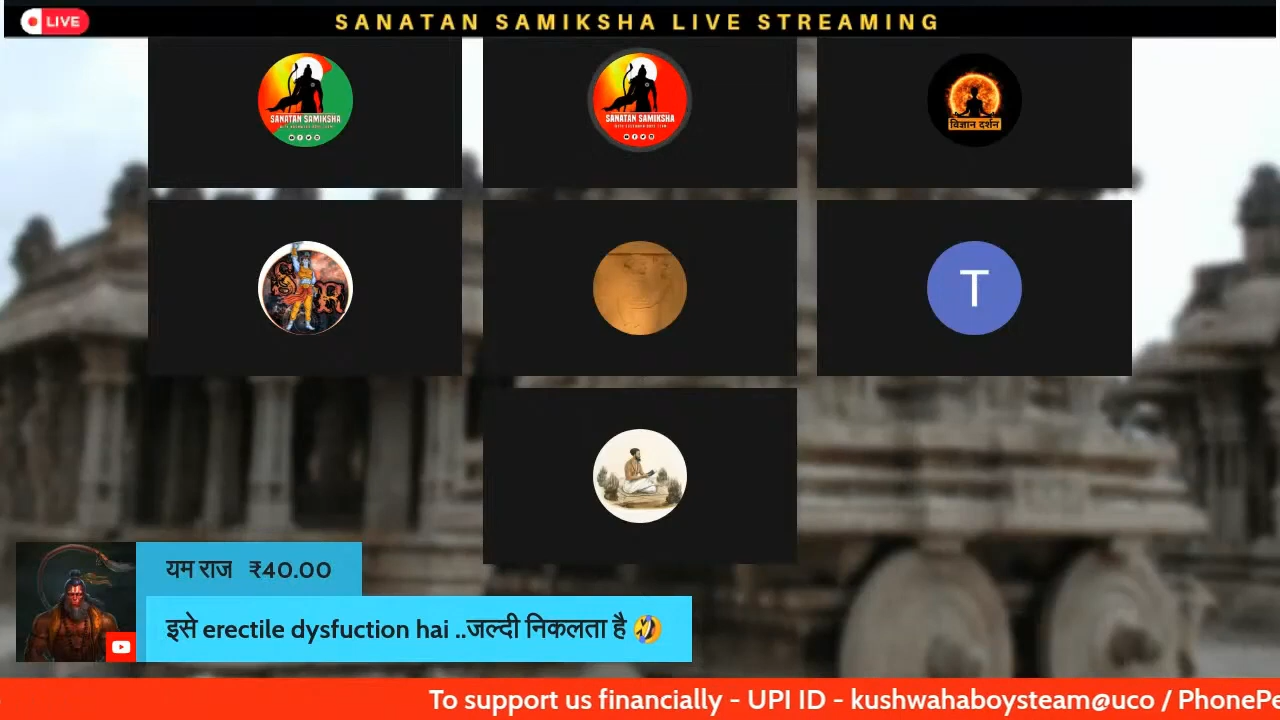 LIVE
SANATAN SAMIKSHA LIVE STREAMING
SANATAN SAMIKSHA
SANATAN SAMIKSHA
विज्ञान दर्शन
T
यम राज ₹40.00
इसे erectile dysfuction hai ..जल्दी निकलता है 🤣
To support us financially - UPI ID - kushwahaboysteam@uco / PhonePe